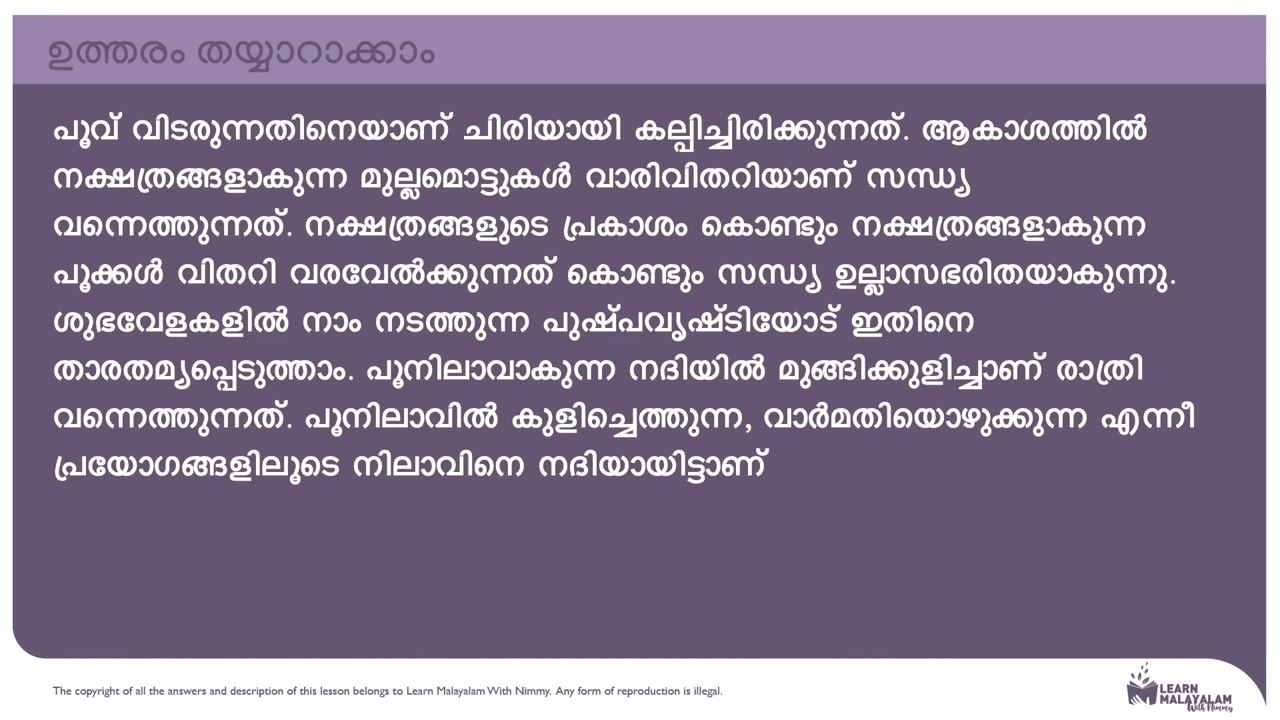 ഉത്തരം തയ്യാറാക്കാം
പൂവ് വിടരുന്നതിനെയാണ് ചിരിയായി കല്പിച്ചിരിക്കുന്നത്. ആകാശത്തിൽ
നക്ഷത്രങ്ങളാകുന്ന മുല്ലമൊട്ടുകൾ വാരിവിതറിയാണ് സന്ധ്യ
വന്നെത്തുന്നത്. നക്ഷത്രങ്ങളുടെ പ്രകാശം കൊണ്ടും നക്ഷത്രങ്ങളാകുന്ന
പൂക്കൾ വിതറി വരവേൽക്കുന്നത് കൊണ്ടും സന്ധ്യ ഉല്ലാസഭരിതയാകുന്നു.
ശുഭവേളകളിൽ നാം നടത്തുന്ന പുഷ്പവൃഷ്ടിയോട് ഇതിനെ
താരതമ്യപ്പെടുത്താം. പൂനിലാവാകുന്ന നദിയിൽ മുങ്ങിക്കുളിച്ചാണ് രാത്രി
വന്നെത്തുന്നത്. പൂനിലാവിൽ കുളിച്ചെത്തുന്ന, വാർമതിയൊഴുക്കുന്ന എന്നീ
പ്രയോഗങ്ങളിലൂടെ നിലാവിനെ നദിയായിട്ടാണ്
The copyright of all the answers and description of this lesson belongs to Learn Malayalam With Nimmy. Any form of reproduction is illegal.
LEARN
MALAYALAM
With Nimmy